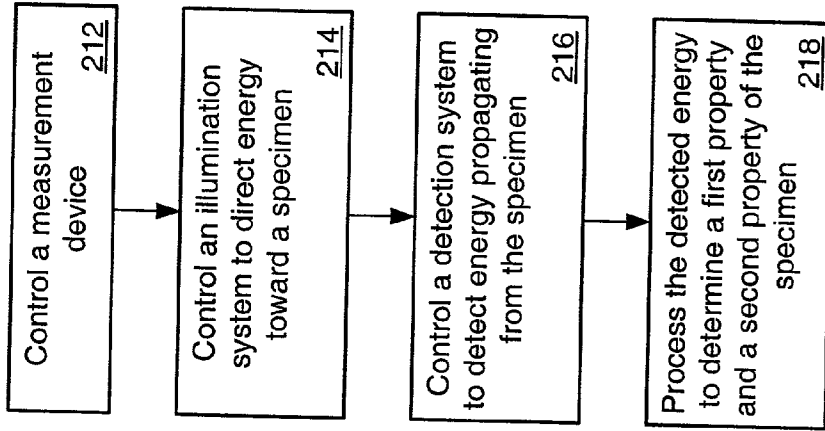 Control a measurement
device
212
Control an illumination
system to direct energy
toward a specimen
214
Control a detection system
to detect energy propagating
from the specimen
216
Process the detected energy
to determine a first property
and a second property of the
specimen
218